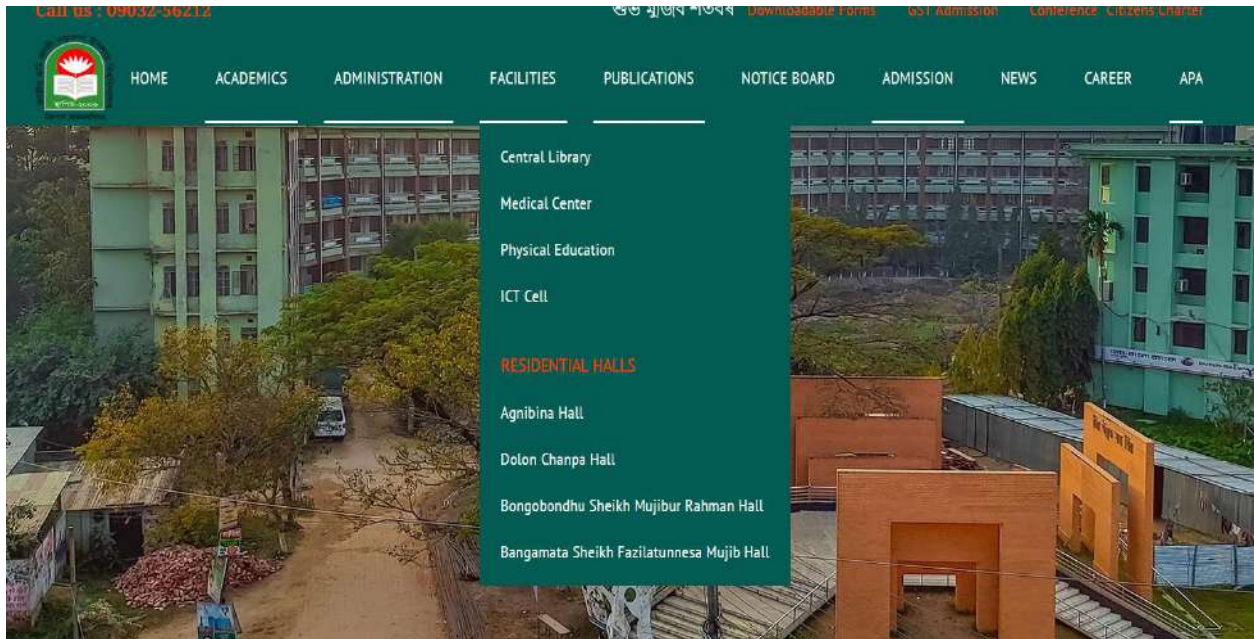 Call us : 09032-56212
শুভ মুজিব শতবর্ষ Downloadable Forms GST Admission Conference Citizens Charter
HOME ACADEMICS ADMINISTRATION FACILITIES PUBLICATIONS NOTICE BOARD ADMISSION NEWS CAREER APA
Central Library
Medical Center
Physical Education
ICT Cell
RESIDENTIAL HALLS
Agnibina Hall
Dolon Chanpa Hall
Bongobondhu Sheikh Mujibur Rahman Hall
Bangamata Sheikh Fazilatunnesa Mujib Hall